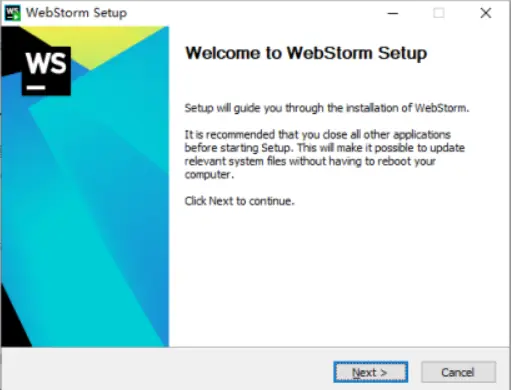 WebStorm Setup
WS
Welcome to WebStorm Setup
Setup will guide you through the installation of WebStorm.
It is recommended that you close all other applications
before starting Setup. This will make it possible to update
relevant system files without having to reboot your
computer.
Click Next to continue.
Next >
Cancel